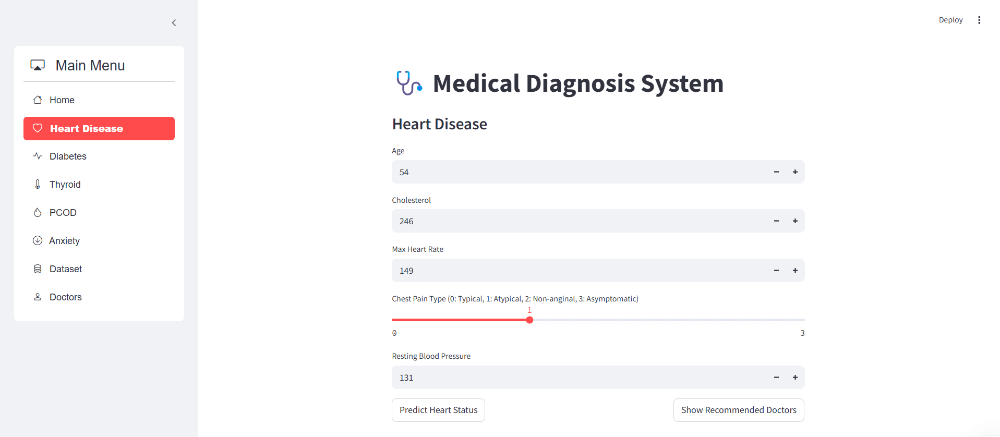 Deploy
Main Menu
Home
Heart Disease
Diabetes
Thyroid
PCOD
Anxiety
Dataset
Doctors
Medical Diagnosis System
Heart Disease
Age
54
Cholesterol
246
Max Heart Rate
149
Chest Pain Type (0: Typical, 1: Atypical, 2: Non-anginal, 3: Asymptomatic)
1
0 3
Resting Blood Pressure
131
Predict Heart Status Show Recommended Doctors